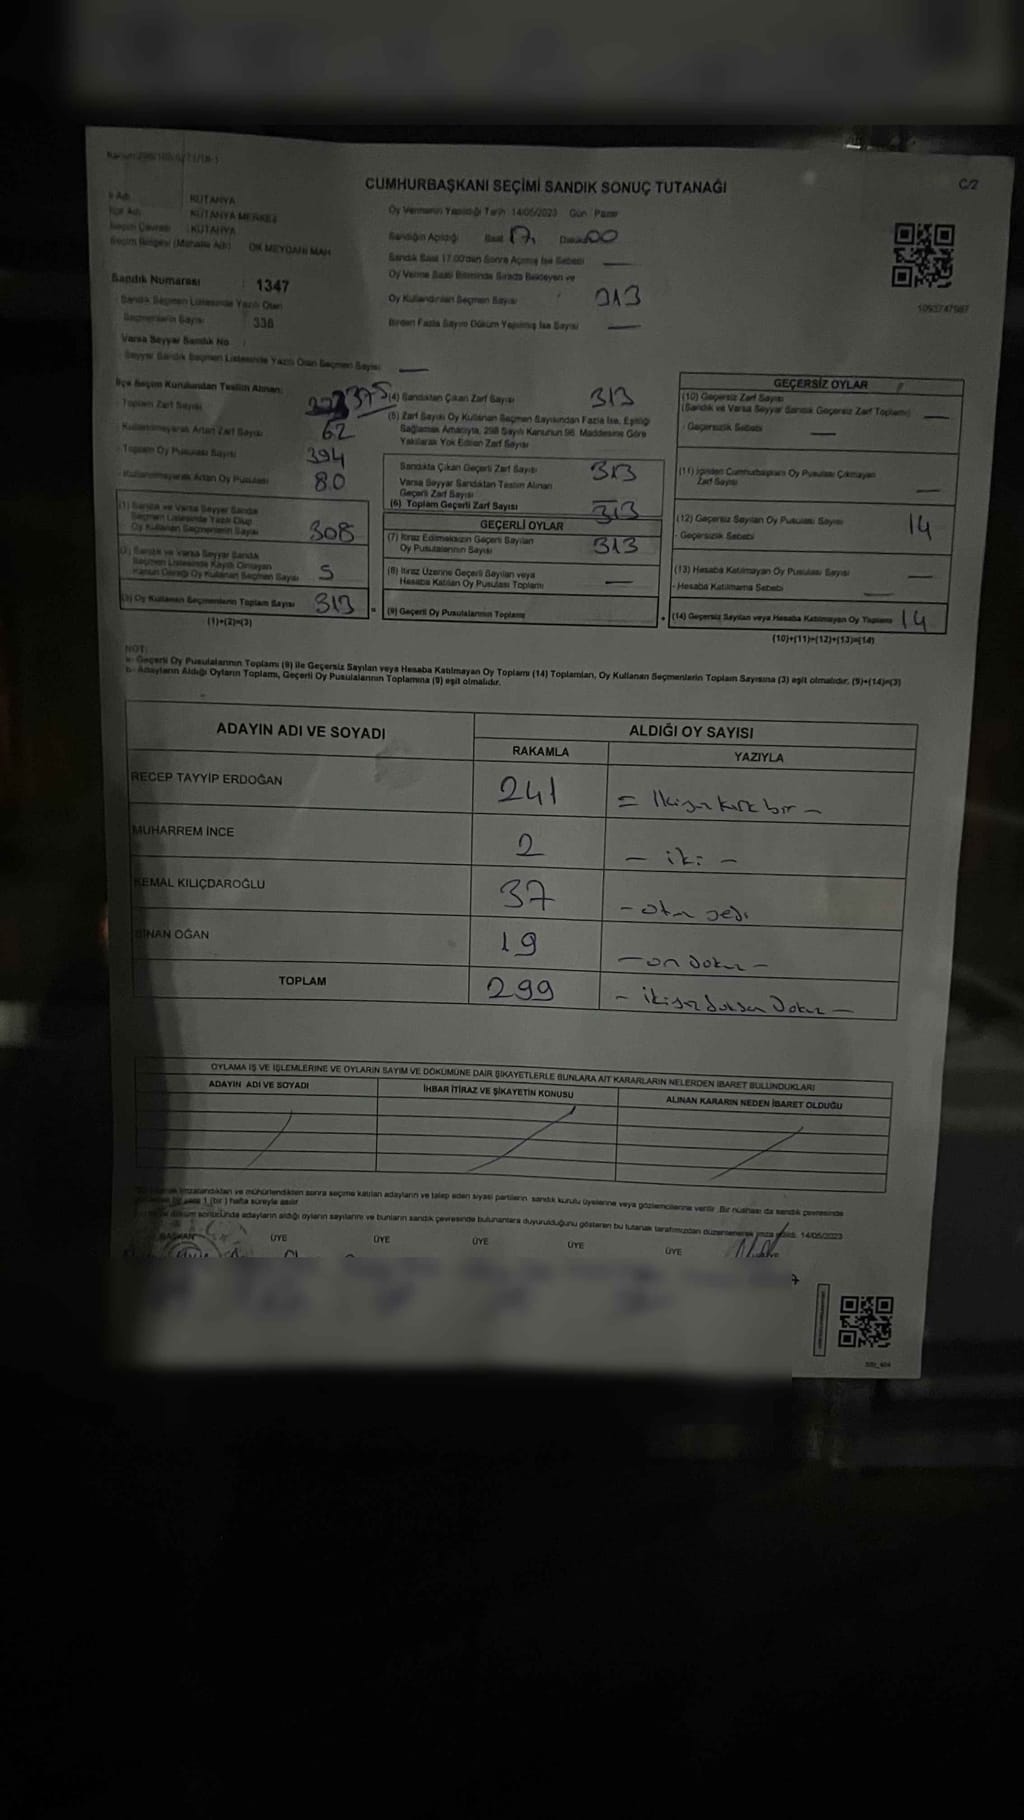 CUMHURBAŞKANI SEÇİMİ SANDIK SONUÇ TUTANAĞI
C/2
İl Adı : KÜTAHYA
İlçe Adı : KÜTAHYA MERKEZ
Seçim Çevresi : KÜTAHYA
Seçim Bölgesi (Mahalle Adı) : OK MEYDANI MAH
Oy Vermenin Yapıldığı Tarih 14/05/2023 Gün Pazar
Sandığın Açıldığı Saat 17 Dakika 00
Sandık Saat 17.00'den Sonra Açılmış İse Sebebi —
Oy Verme Saati Bitiminde Sırada Bekleyen ve
Oy Kullandırılan Seçmen Sayısı : 313
Birden Fazla Sayım Döküm Yapılmış İse Sayısı —
1093747987
Sandık Numarası : 1347
Sandık Seçmen Listesinde Yazılı Olan
Seçmenlerin Sayısı : 338
Varsa Seyyar Sandık No :
Seyyar Sandık Seçmen Listesinde Yazılı Olan Seçmen Sayısı —
İlçe Seçim Kurulundan Teslim Alınan:
- Toplam Zarf Sayısı 375
- Kullanılmayarak Artan Zarf Sayısı 62
- Toplam Oy Pusulası Sayısı 394
- Kullanılmayarak Artan Oy Pusulası 80
(1) Sandık ve Varsa Seyyar Sandık
Seçmen Listesinde Yazılı Olup
Oy Kullanan Seçmenlerin Sayısı 308
(2) Sandık ve Varsa Seyyar Sandık
Seçmen Listesinde Kayıtlı Olmayan
Kanun Gereği Oy Kullanan Seçmen Sayısı 5
(3) Oy Kullanan Seçmenlerin Toplam Sayısı 313
(1)+(2)=(3)
(4) Sandıktan Çıkan Zarf Sayısı 313
(5) Zarf Sayısı Oy Kullanan Seçmen Sayısından Fazla İse, Eşitliği
Sağlamak Amacıyla, 298 Sayılı Kanunun 98. Maddesine Göre
Yakılarak Yok Edilen Zarf Sayısı
Sandıkta Çıkan Geçerli Zarf Sayısı 313
Varsa Seyyar Sandıktan Teslim Alınan
Geçerli Zarf Sayısı —
(6) Toplam Geçerli Zarf Sayısı 313
GEÇERLİ OYLAR
(7) İtiraz Edilmeksizin Geçerli Sayılan
Oy Pusulalarının Sayısı 313
(8) İtiraz Üzerine Geçerli Sayılan veya
Hesaba Katılan Oy Pusulası Toplamı —
= (9) Geçerli Oy Pusulalarının Toplamı
GEÇERSİZ OYLAR
(10) Geçersiz Zarf Sayısı
(Sandık ve Varsa Seyyar Sandık Geçersiz Zarf Toplamı) —
- Geçersizlik Sebebi —
(11) İçinden Cumhurbaşkanı Oy Pusulası Çıkmayan
Zarf Sayısı —
(12) Geçersiz Sayılan Oy Pusulası Sayısı 14
- Geçersizlik Sebebi
(13) Hesaba Katılmayan Oy Pusulası Sayısı —
- Hesaba Katılmama Sebebi —
+ (14) Geçersiz Sayılan veya Hesaba Katılmayan Oy Toplamı 14
(10)+(11)+(12)+(13)=(14)
NOT:
a- Geçerli Oy Pusulalarının Toplamı (9) ile Geçersiz Sayılan veya Hesaba Katılmayan Oy Toplamı (14) Toplamları, Oy Kullanan Seçmenlerin Toplam Sayısına (3) eşit olmalıdır. (9)+(14)=(3)
b- Adayların Aldığı Oyların Toplamı, Geçerli Oy Pusulalarının Toplamına (9) eşit olmalıdır.
ADAYIN ADI VE SOYADI
ALDIĞI OY SAYISI
RAKAMLA YAZIYLA
RECEP TAYYİP ERDOĞAN 241 = İkiyüz kırk bir —
MUHARREM İNCE 2 — iki —
KEMAL KILIÇDAROĞLU 37 — otuz yedi
SİNAN OĞAN 19 — on Dokuz —
TOPLAM 299 — ikiyüz Doksan Dokuz —
OYLAMA İŞ VE İŞLEMLERİNE VE OYLARIN SAYIM VE DÖKÜMÜNE DAİR ŞİKAYETLERLE BUNLARA AİT KARARLARIN NELERDEN İBARET BULUNDUKLARI
ADAYIN ADI VE SOYADI İHBAR İTİRAZ VE ŞİKAYETİN KONUSU ALINAN KARARIN NEDEN İBARET OLDUĞU
imzalandıktan ve mühürlendikten sonra seçime katılan adayların ve talep eden siyasi partilerin sandık kurulu üyelerine veya gözlemcilerine verilir. Bir nüshası da sandık çevresinde
1 (bir) hafta süreyle asılır.
döküm sonucunda adayların aldığı oyların sayılarını ve bunların sandık çevresinde bulunanlara duyurulduğunu gösteren bu tutanak tarafımızdan düzenlenerek imza edildi. 14/05/2023
BAŞKAN ÜYE ÜYE ÜYE ÜYE ÜYE